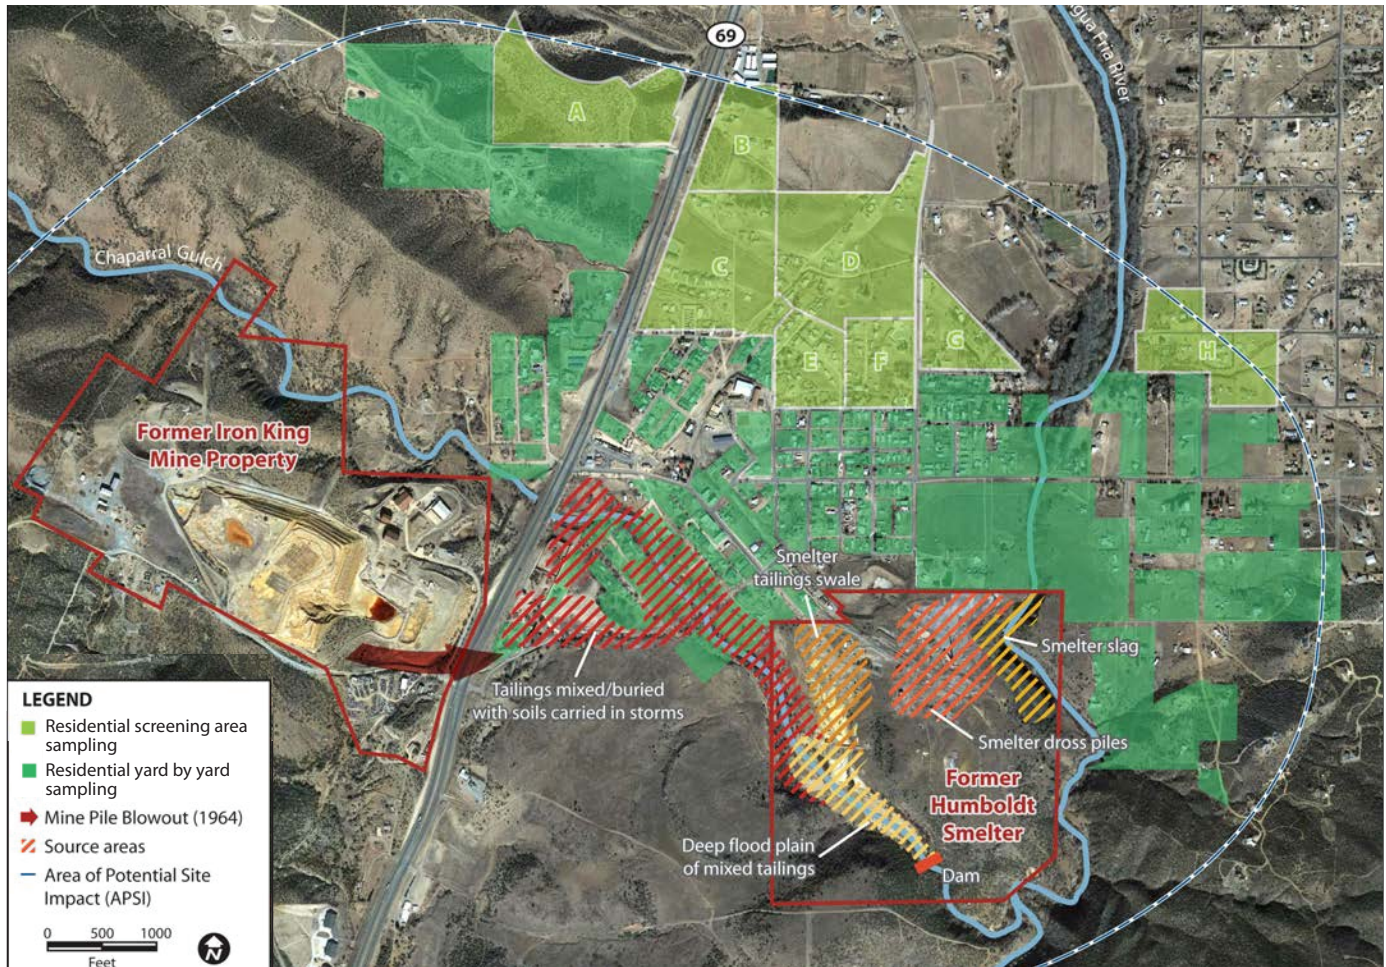 69
Agua Fria River
A
B
Chaparral Gulch
C
D
E
F
G
H
Former Iron King
Mine Property
Smelter
tailings swale
Smelter slag
Tailings mixed/buried
with soils carried in storms
Smelter dross piles
Former
Humboldt
Smelter
Deep flood plain
of mixed tailings
Dam
LEGEND
Residential screening area
sampling
Residential yard by yard
sampling
Mine Pile Blowout (1964)
Source areas
Area of Potential Site
Impact (APSI)
0 500 1000
Feet
N